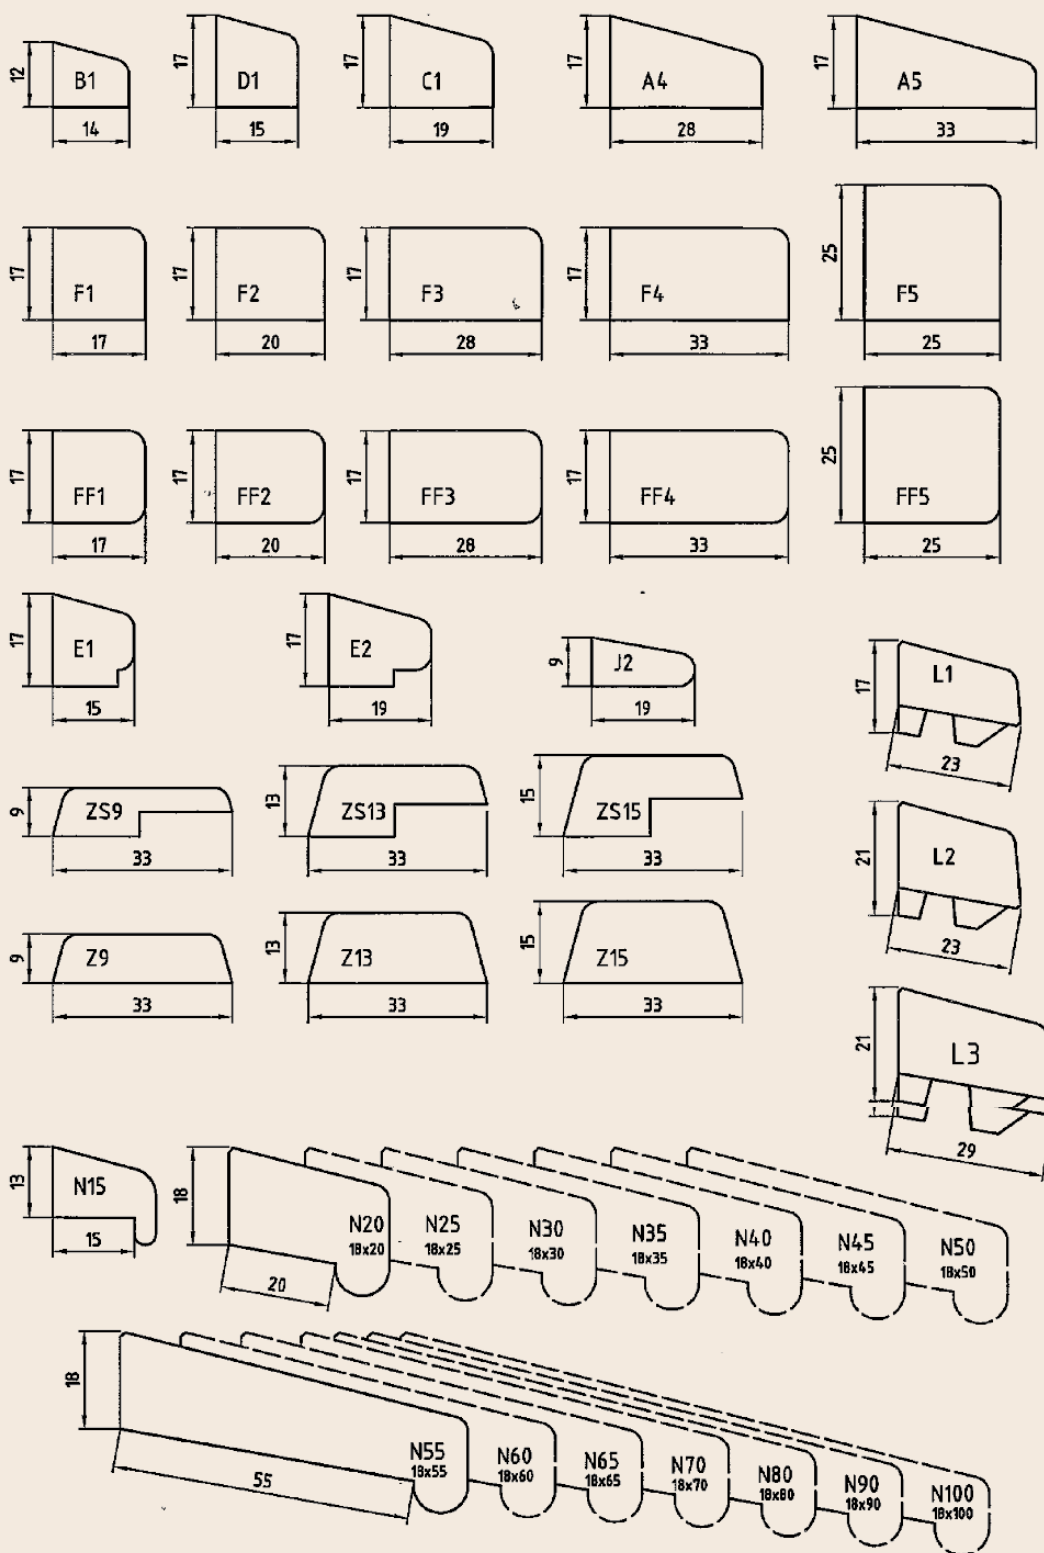 12 B1 14
17 D1 15
17 C1 19
17 A4 28
17 A5 33
17 F1 17
17 F2 20
17 F3 28
17 F4 33
25 F5 25
17 FF1 17
17 FF2 20
17 FF3 28
17 FF4 33
25 FF5 25
17 E1 15
17 E2 19
9 J2 19
17 L1 23
9 ZS9 33
13 ZS13 33
15 ZS15 33
21 L2 23
9 Z9 33
13 Z13 33
15 Z15 33
21 L3 29
13 N15 15
18 20
N20
18x20
N25
18x25
N30
18x30
N35
18x35
N40
18x40
N45
18x45
N50
18x50
18 55
N55
18x55
N60
18x60
N65
18x65
N70
18x70
N80
18x80
N90
18x90
N100
18x100